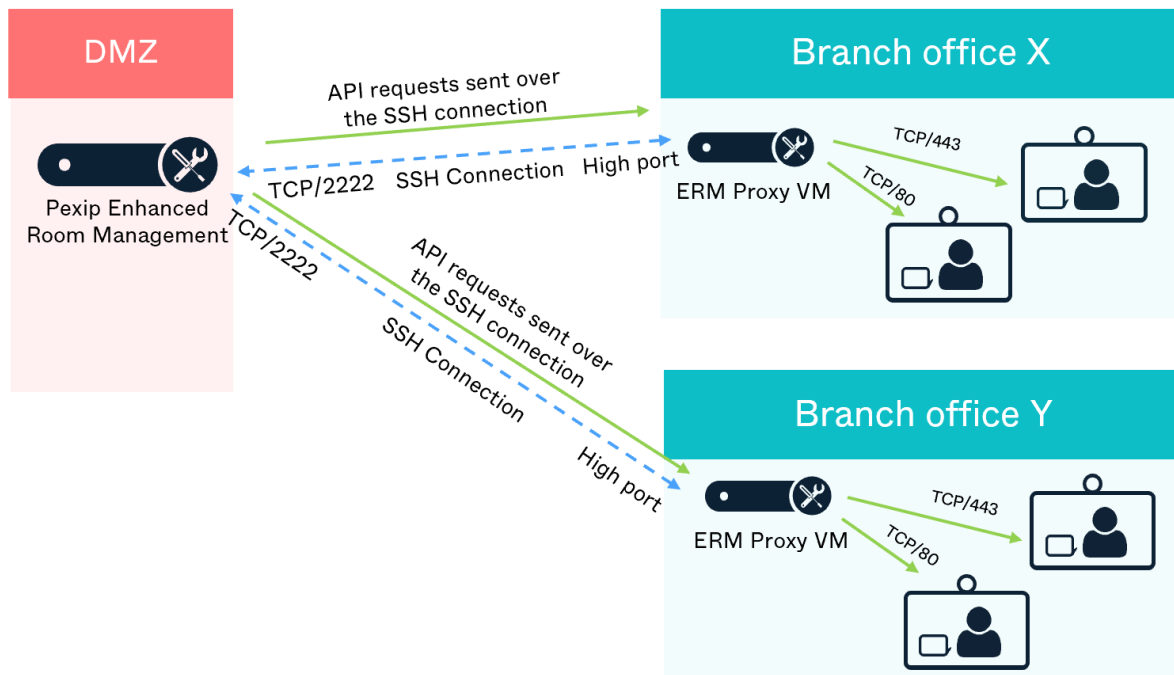 DMZ
Pexip Enhanced
Room Management
API requests sent over
the SSH connection
TCP/2222 SSH Connection High port
Branch office X
ERM Proxy VM
TCP/443
TCP/80
TCP/2222
API requests sent over
the SSH connection
SSH Connection
High port
Branch office Y
ERM Proxy VM
TCP/443
TCP/80